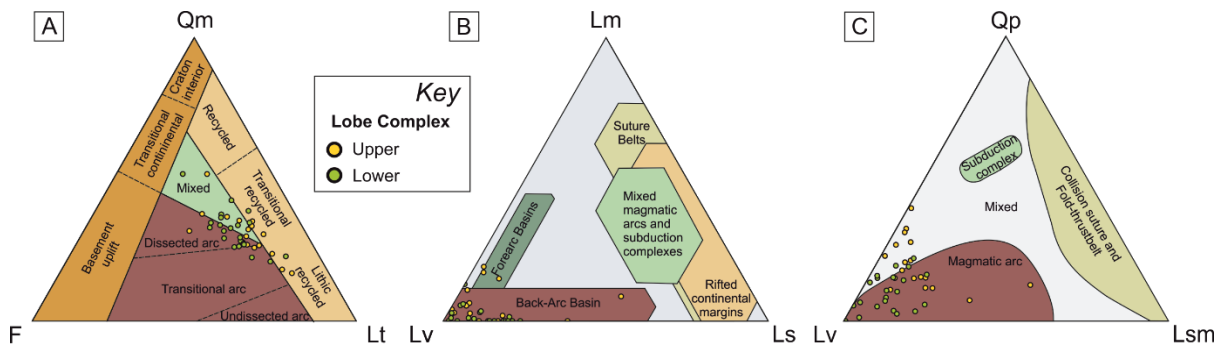 A
Qm
Craton
interior
Recycled
Transitional
contininental
Mixed
Transitional
recycled
Dissected arc
Basement
uplift
Transitional arc
Lithic
recycled
Undissected arc
F
Lt
Key
Lobe Complex
Upper
Lower
B
Lm
Suture
Belts
Forearc Basins
Mixed
magmatic
arcs and
subduction
complexes
Back-Arc Basin
Rifted
continental
margins
Lv
Ls
C
Qp
Subduction
complex
Collision suture and
Fold-thrustbelt
Mixed
Magmatic arc
Lv
Lsm